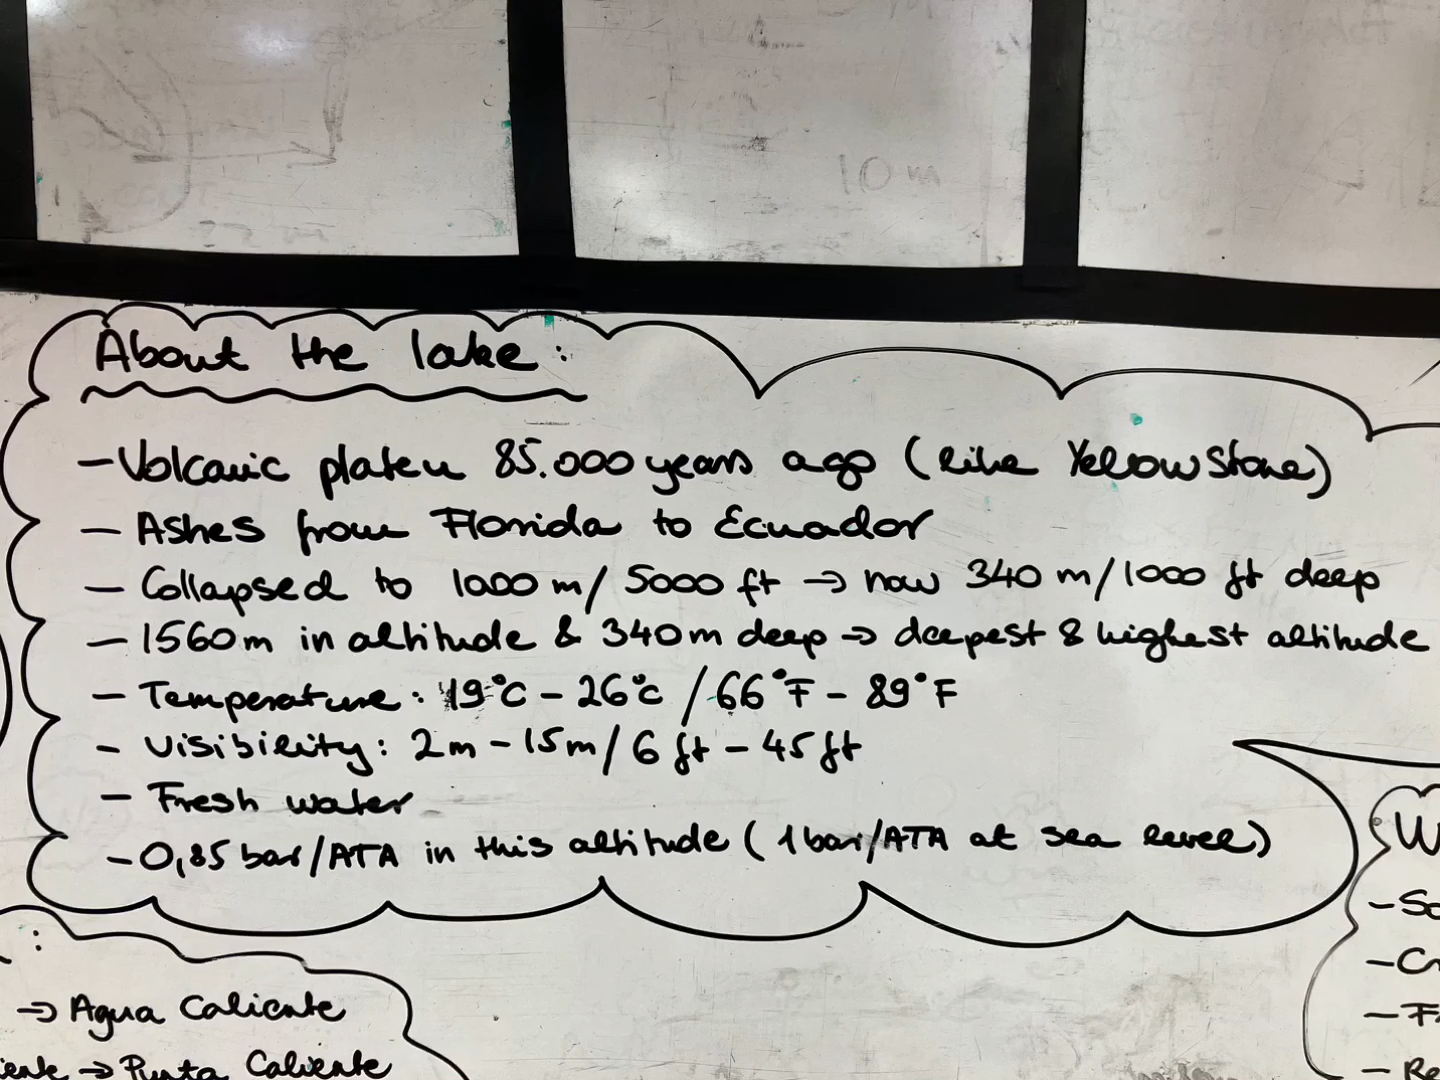 10 m
About the lake:
- Volcanic plateu 85.000 years ago (like Yellow Stone)
- Ashes from Florida to Ecuador
- Collapsed to 1000 m/ 5000 ft → now 340 m/1000 ft deep
- 1560m in altitude & 340m deep → deepest & highest altitude
- Temperature: 19°C - 26°C / 66°F - 89°F
- Visibility: 2m - 15m/ 6 ft - 45 ft
- Fresh water
- 0,85 bar/ATA in this altitude (1 bar/ATA at sea level)
:
→ Agua Caliente
→ Punta Caliente